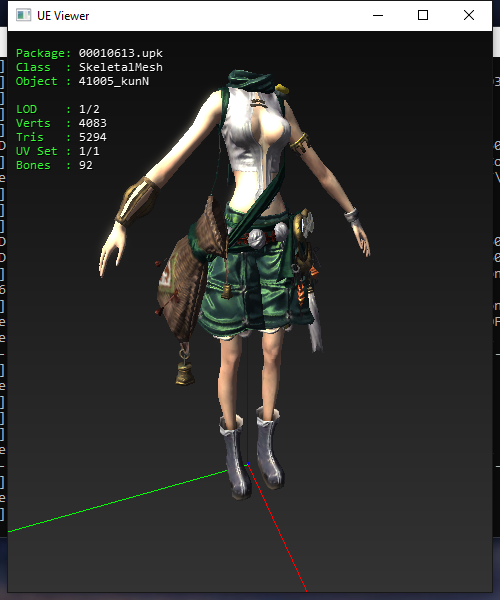 UE Viewer
Package: 00010613.upk
Class : SkeletalMesh
Object : 41005_kunN
LOD : 1/2
Verts : 4083
Tris : 5294
UV Set : 1/1
Bones : 92